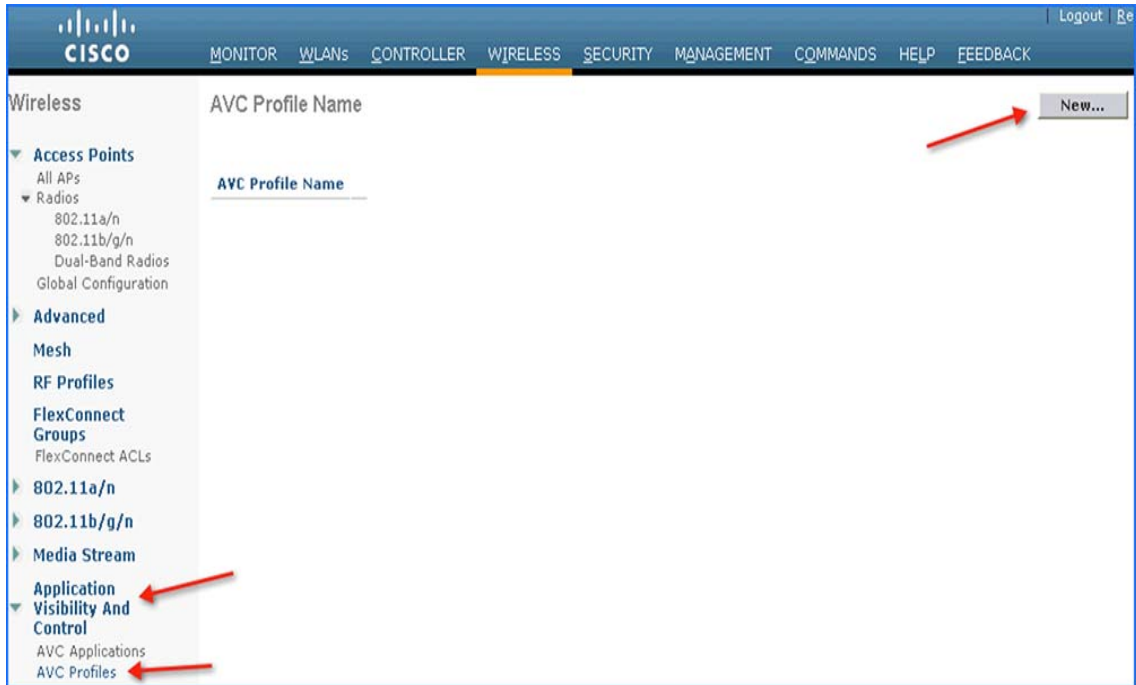 Logout | Re
CISCO
MONITOR WLANs CONTROLLER WIRELESS SECURITY MANAGEMENT COMMANDS HELP FEEDBACK
Wireless
Access Points
All APs
Radios
802.11a/n
802.11b/g/n
Dual-Band Radios
Global Configuration
Advanced
Mesh
RF Profiles
FlexConnect
Groups
FlexConnect ACLs
802.11a/n
802.11b/g/n
Media Stream
Application
Visibility And
Control
AVC Applications
AVC Profiles
AVC Profile Name
New...
AVC Profile Name